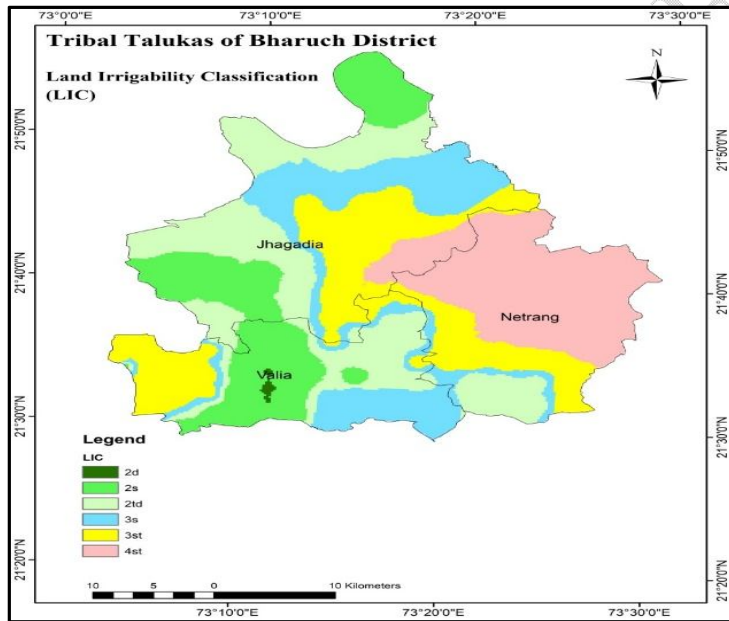 73°0'0"E 73°10'0"E 73°20'0"E 73°30'0"E
Tribal Talukas of Bharuch District
Land Irrigability Classification
(LIC)
N
21°50'0"N 21°50'0"N
Jhagadia
21°40'0"N 21°40'0"N
Netrang
Valia
21°30'0"N 21°30'0"N
Legend
LIC
2d
2s
2td
3s
3st
4st
21°20'0"N 21°20'0"N
10 5 0 10 Kilometers
73°10'0"E 73°20'0"E 73°30'0"E